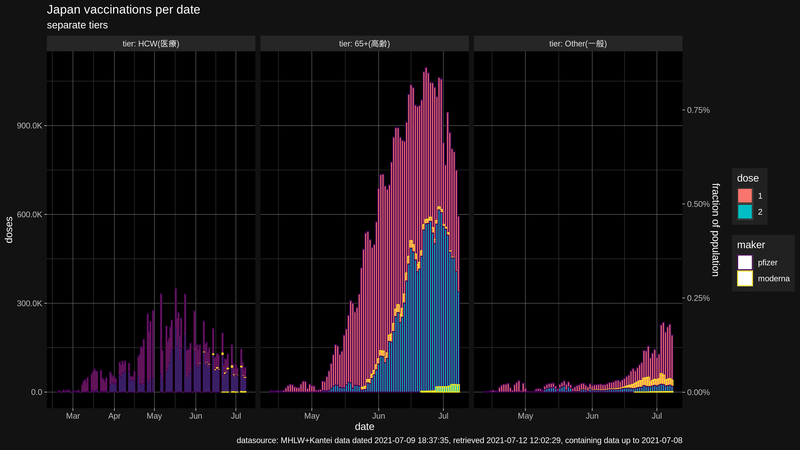 Japan vaccinations per date
separate tiers
tier: HCW(医療)
tier: 65+(高齢)
tier: Other(一般)
900.0K
600.0K
300.0K
0.0
doses
Mar
Apr
May
Jun
Jul
May
Jun
Jul
May
Jun
Jul
date
0.75%
0.50%
0.25%
0.00%
fraction of population
dose
1
2
maker
pfizer
moderna
datasource: MHLW+Kantei data dated 2021-07-09 18:37:35, retrieved 2021-07-12 12:02:29, containing data up to 2021-07-08